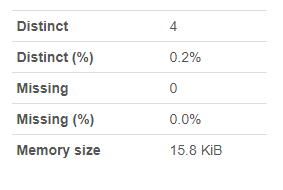 Distinct 4
Distinct (%) 0.2%
Missing 0
Missing (%) 0.0%
Memory size 15.8 KiB